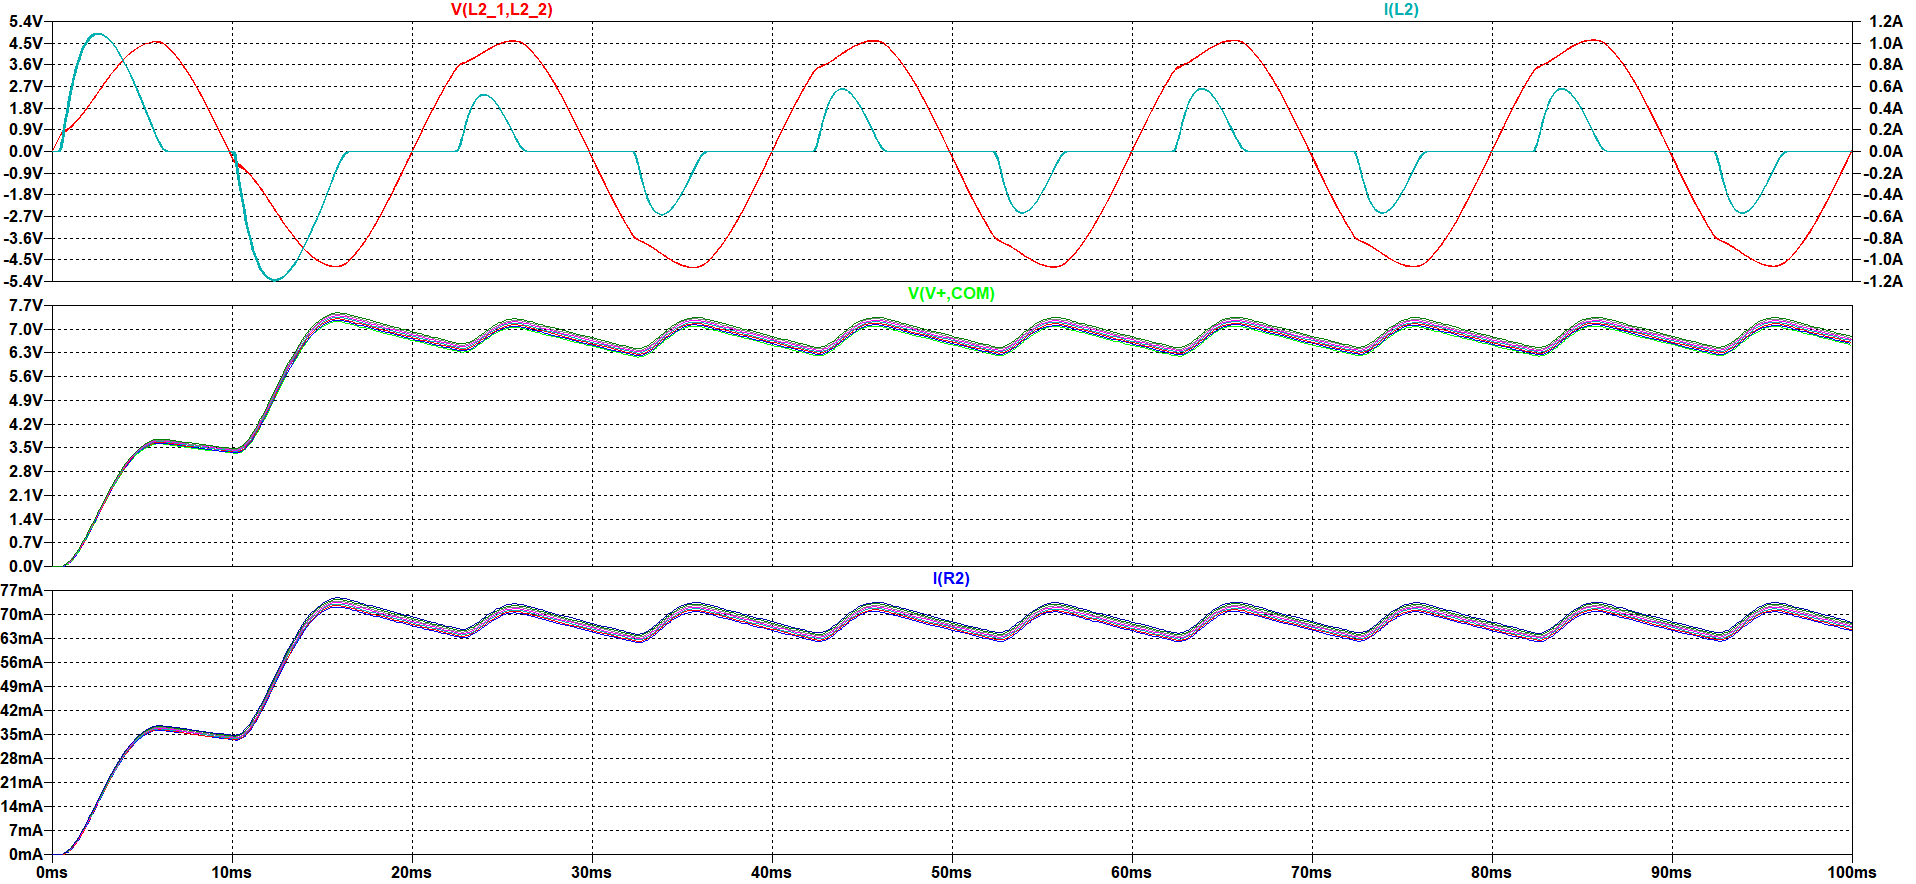 V(L2_1,L2_2) I(L2)
5.4V 1.2A
4.5V 1.0A
3.6V 0.8A
2.7V 0.6A
1.8V 0.4A
0.9V 0.2A
0.0V 0.0A
-0.9V -0.2A
-1.8V -0.4A
-2.7V -0.6A
-3.6V -0.8A
-4.5V -1.0A
-5.4V -1.2A
V(V+,COM)
7.7V
7.0V
6.3V
5.6V
4.9V
4.2V
3.5V
2.8V
2.1V
1.4V
0.7V
0.0V
I(R2)
77mA
70mA
63mA
56mA
49mA
42mA
35mA
28mA
21mA
14mA
7mA
0mA
0ms 10ms 20ms 30ms 40ms 50ms 60ms 70ms 80ms 90ms 100ms